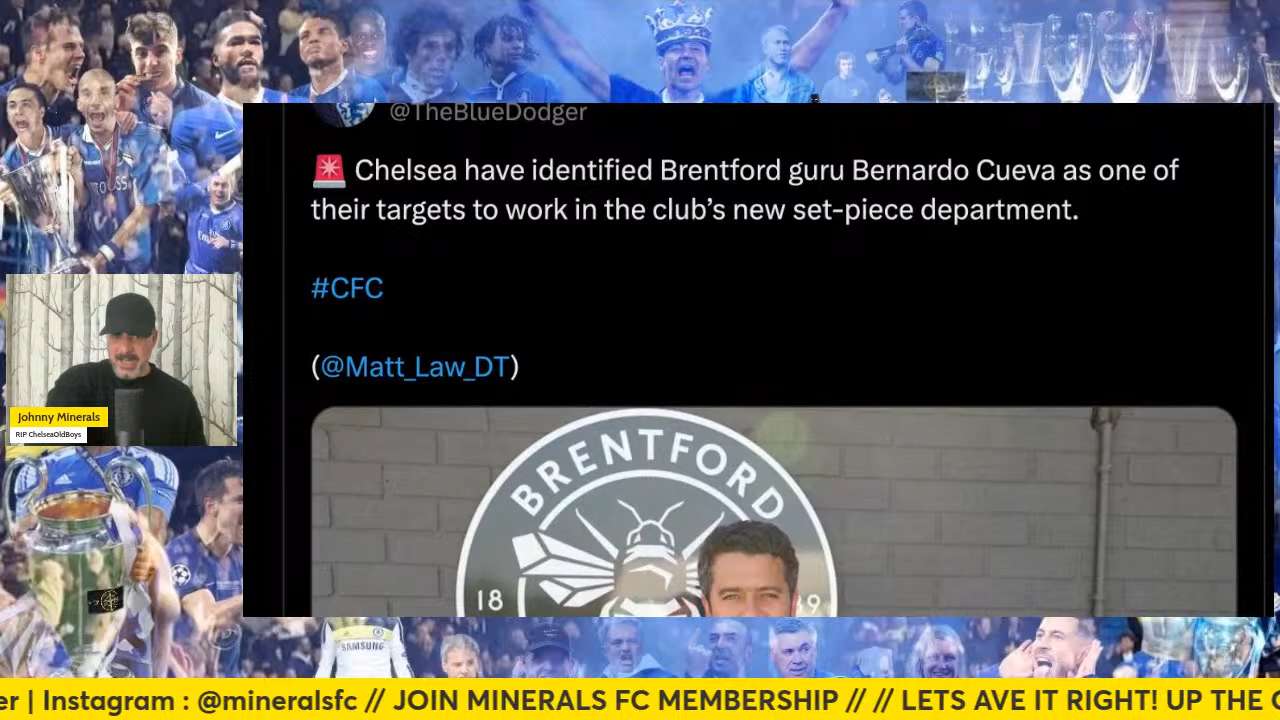 @TheBlueDodger
🚨 Chelsea have identified Brentford guru Bernardo Cueva as one of
their targets to work in the club’s new set-piece department.
#CFC
(@Matt_Law_DT)
BRENTFORD
18
Johnny Minerals
RIP ChelseaOldBoys
SAMSUNG
er | Instagram : @mineralsfc // JOIN MINERALS FC MEMBERSHIP // // LETS AVE IT RIGHT! UP THE